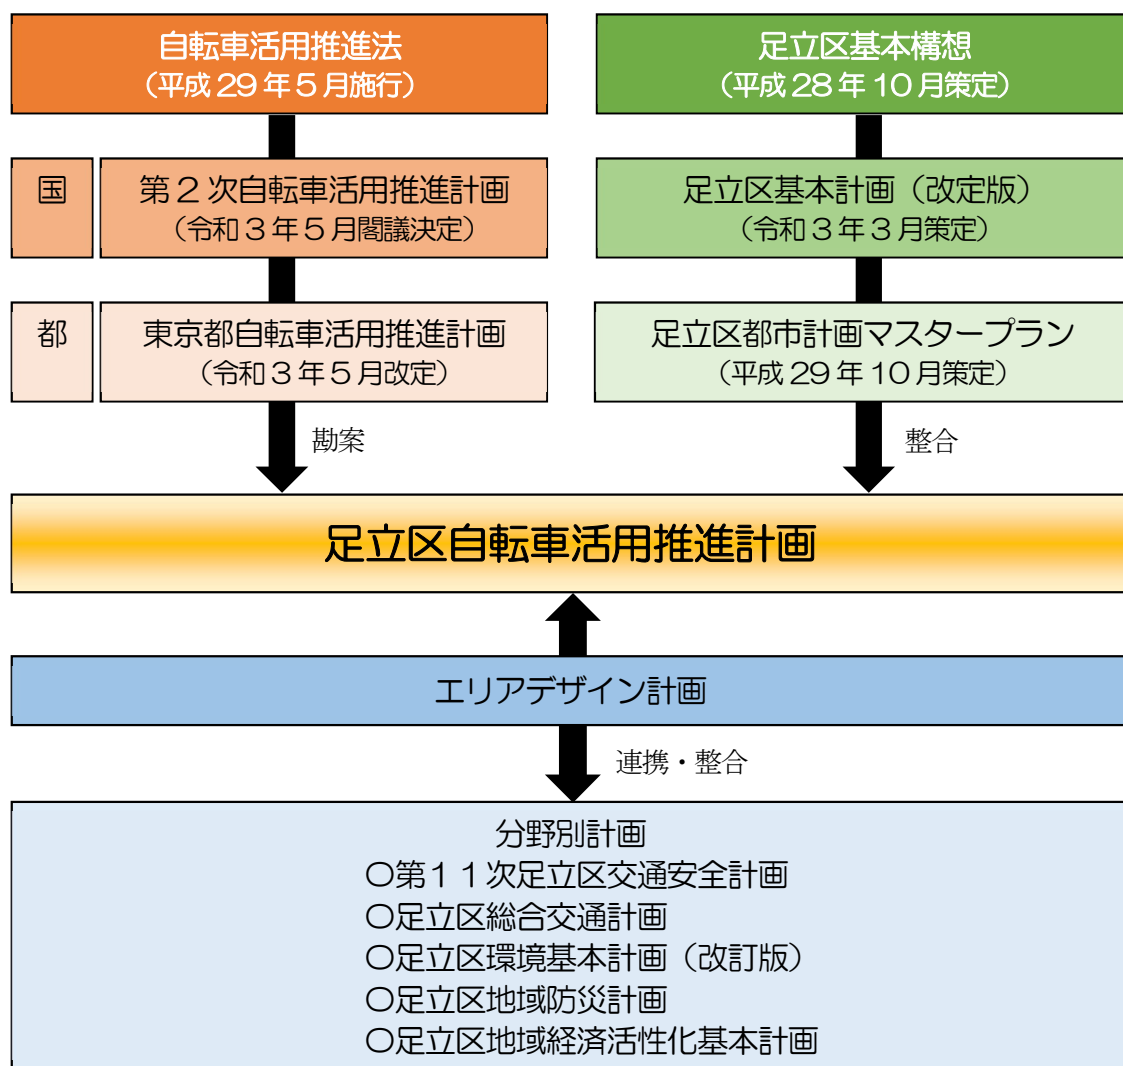 自転車活用推進法
（平成29年5月施行）
足立区基本構想
（平成28年10月策定）
国
第２次自転車活用推進計画
（令和３年５月閣議決定）
足立区基本計画（改定版）
（令和３年３月策定）
都
東京都自転車活用推進計画
（令和３年５月改定）
足立区都市計画マスタープラン
（平成29年10月策定）
勘案
整合
足立区自転車活用推進計画
エリアデザイン計画
連携・整合
分野別計画
○第１１次足立区交通安全計画
○足立区総合交通計画
○足立区環境基本計画（改訂版）
○足立区地域防災計画
○足立区地域経済活性化基本計画